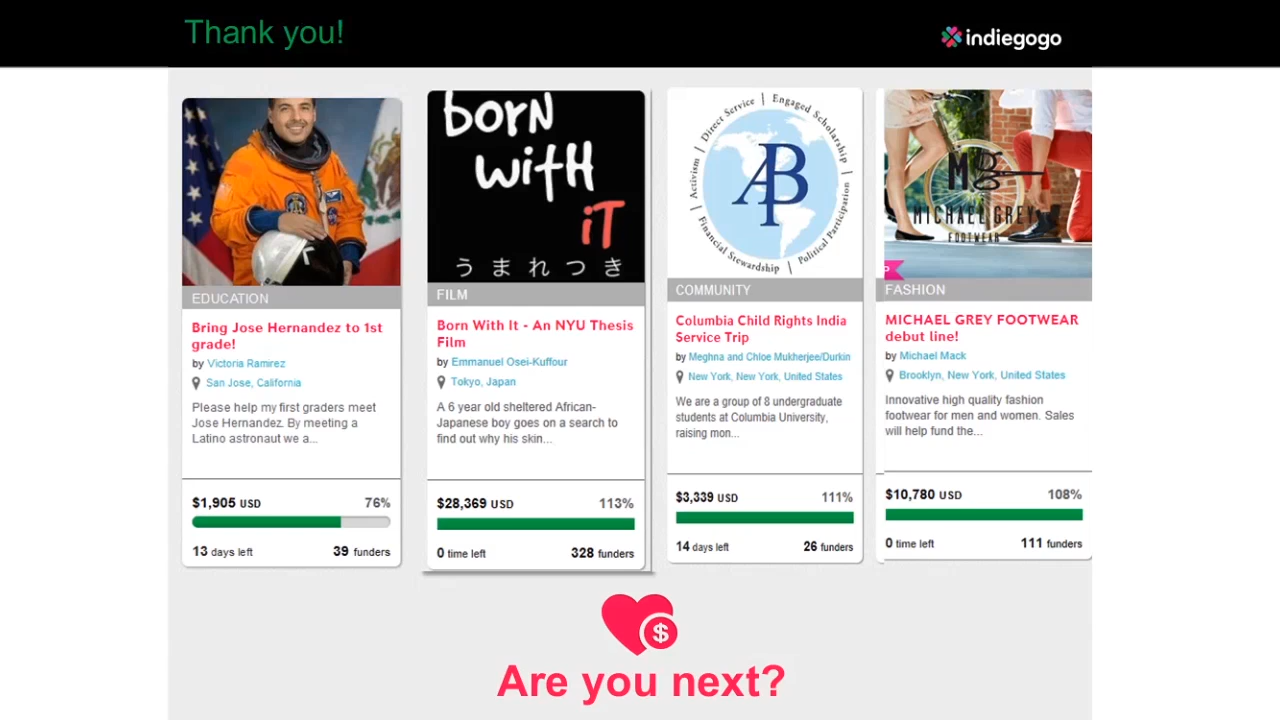 Thank you!
indiegogo
born
with
iT
うまれつき
EDUCATION
Bring Jose Hernandez to 1st
grade!
by Victoria Ramirez
San Jose, California
Please help my first graders meet
Jose Hernandez. By meeting a
Latino astronaut we a...
$1,905 USD 76%
13 days left 39 funders
FILM
Born With It - An NYU Thesis
Film
by Emmanuel Osei-Kuffour
Tokyo, Japan
A 6 year old sheltered African-
Japanese boy goes on a search to
find out why his skin...
$28,369 USD 113%
0 time left 328 funders
Activism | Direct Service | Engaged Scholarship |
Financial Stewardship | Political Participation
AB
COMMUNITY
Columbia Child Rights India
Service Trip
by Meghna and Chloe Mukherjee/Durkin
New York, New York, United States
We are a group of 8 undergraduate
students at Columbia University,
raising mon...
$3,339 USD 111%
14 days left 26 funders
Mg
MICHAEL GREY
FOOTWEAR
P
FASHION
MICHAEL GREY FOOTWEAR
debut line!
by Michael Mack
Brooklyn, New York, United States
Innovative high quality fashion
footwear for men and women. Sales
will help fund the...
$10,780 USD 108%
0 time left 111 funders
$
Are you next?